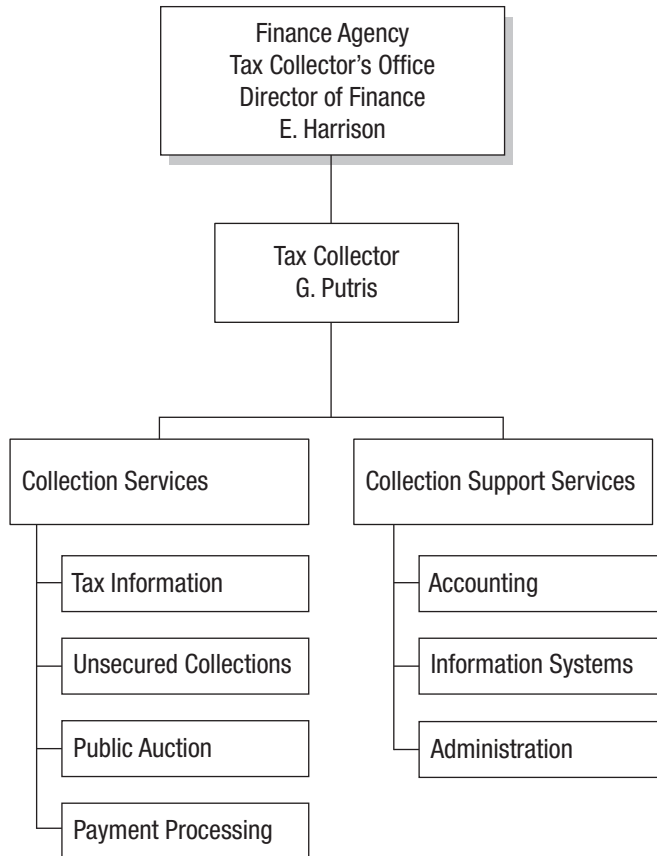 Finance Agency
Tax Collector’s Office
Director of Finance
E. Harrison
Tax Collector
G. Putris
Collection Services
Tax Information
Unsecured Collections
Public Auction
Payment Processing
Collection Support Services
Accounting
Information Systems
Administration